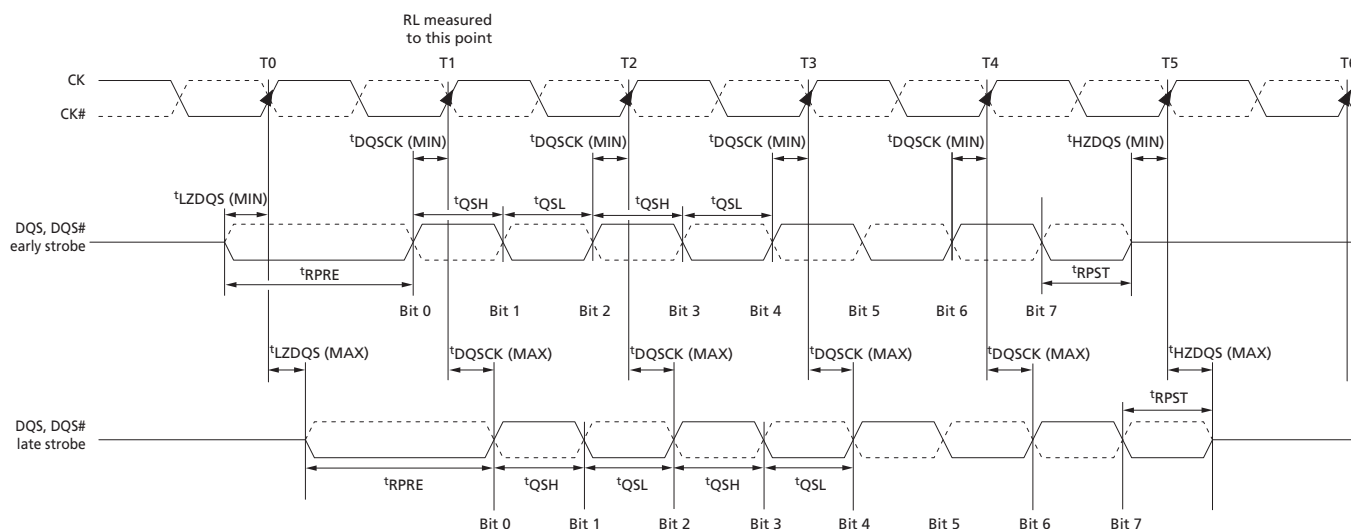 RL measured
to this point
T0 T1 T2 T3 T4 T5 T6
CK
CK#
tDQSCK (MIN) tDQSCK (MIN) tDQSCK (MIN) tDQSCK (MIN) tHZDQS (MIN)
tLZDQS (MIN)
tQSH tQSL tQSH tQSL
DQS, DQS#
early strobe
tRPRE tRPST
Bit 0 Bit 1 Bit 2 Bit 3 Bit 4 Bit 5 Bit 6 Bit 7
tLZDQS (MAX) tDQSCK (MAX) tDQSCK (MAX) tDQSCK (MAX) tDQSCK (MAX) tHZDQS (MAX)
tRPST
DQS, DQS#
late strobe
tRPRE tQSH tQSL tQSH tQSL
Bit 0 Bit 1 Bit 2 Bit 3 Bit 4 Bit 5 Bit 6 Bit 7